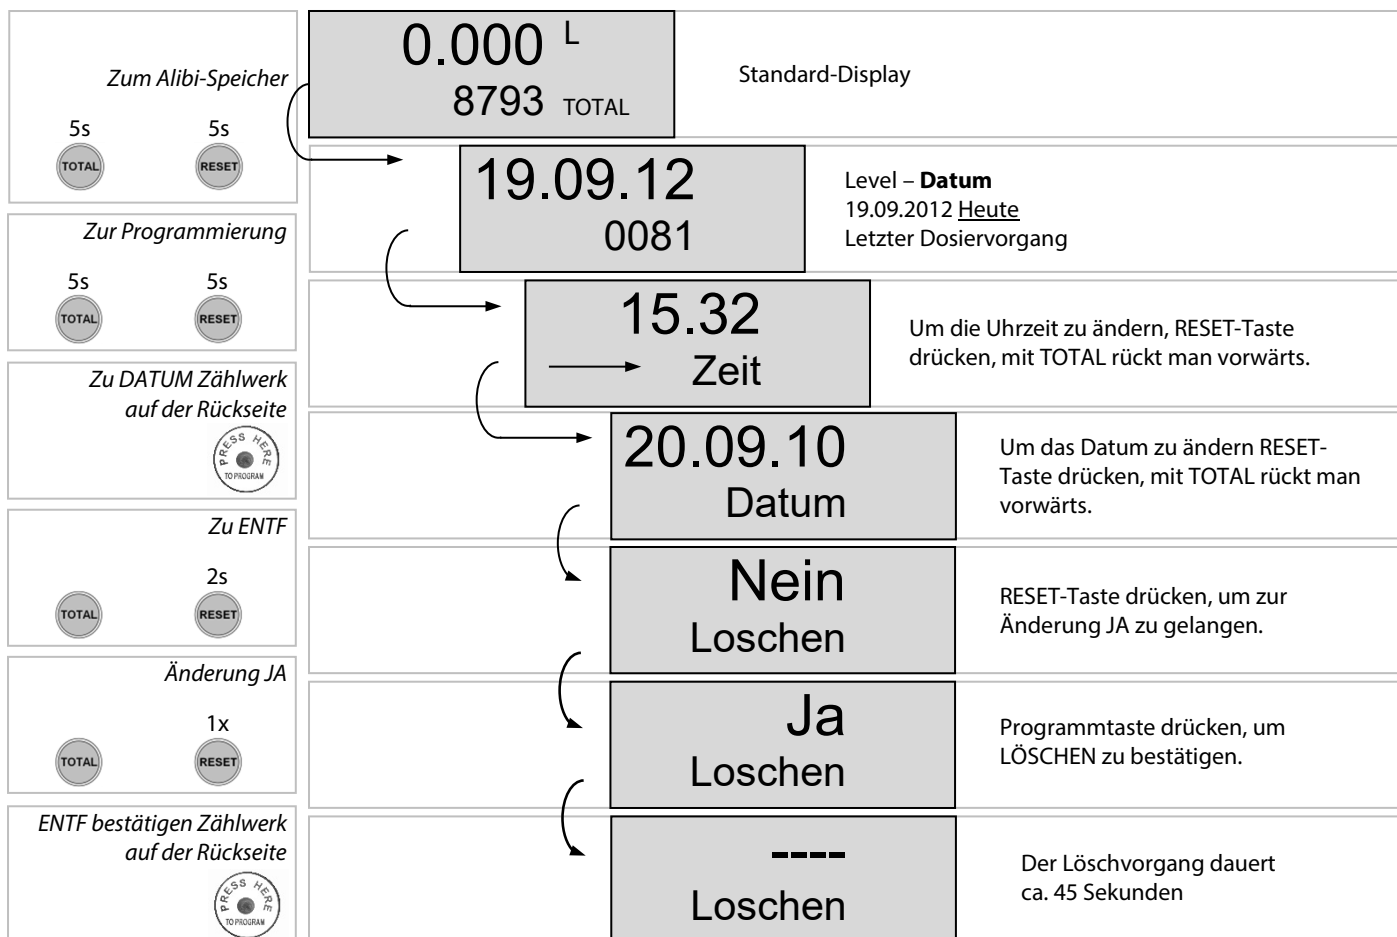 Zum Alibi-Speicher
5s 5s
TOTAL RESET
0.000 L
8793 TOTAL
Standard-Display
19.09.12
0081
Level – Datum
19.09.2012 Heute
Letzter Dosiervorgang
Zur Programmierung
5s 5s
TOTAL RESET
15.32
Zeit
Um die Uhrzeit zu ändern, RESET-Taste
drücken, mit TOTAL rückt man vorwärts.
Zu DATUM Zählwerk
auf der Rückseite
PRESS HERE
TO PROGRAM
20.09.10
Datum
Um das Datum zu ändern RESET-
Taste drücken, mit TOTAL rückt man
vorwärts.
Zu ENTF
2s
TOTAL RESET
Nein
Loschen
RESET-Taste drücken, um zur
Änderung JA zu gelangen.
Änderung JA
1x
TOTAL RESET
Ja
Loschen
Programmtaste drücken, um
LÖSCHEN zu bestätigen.
ENTF bestätigen Zählwerk
auf der Rückseite
PRESS HERE
TO PROGRAM
----
Loschen
Der Löschvorgang dauert
ca. 45 Sekunden